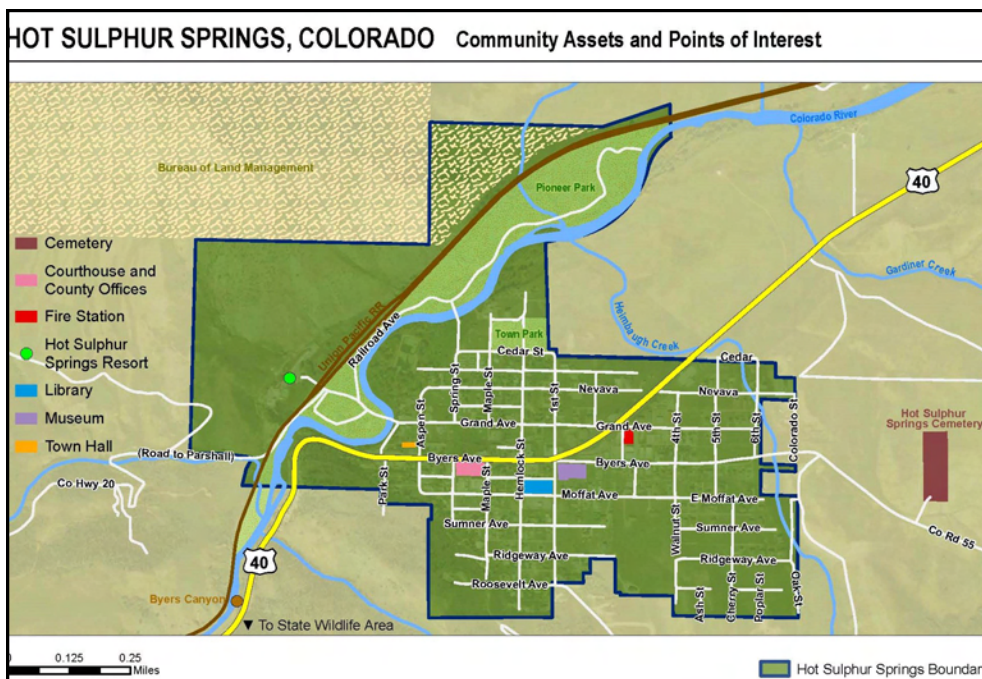 HOT SULPHUR SPRINGS, COLORADO Community Assets and Points of Interest
Colorado River
Bureau of Land Management
40
Pioneer Park
Cemetery
Courthouse and
County Offices
Fire Station
Hot Sulphur
Springs Resort
Library
Museum
Town Hall
Gardiner Creek
Heimbaugh Creek
Union Pacific RR
Railroad Ave
Town Park
Cedar St
Cedar
Spring St
Maple St
1st St
Nevava
Nevava
Aspen St
Grand Ave
Grand Ave
4th St
5th St
6th St
Colorado St
Hot Sulphur
Springs Cemetery
(Road to Parshall)
Byers Ave
Byers Ave
Hemlock St
Co Hwy 20
Park St
Maple St
Moffat Ave
E Moffat Ave
Sumner Ave
Walnut St
Sumner Ave
Co Rd 55
40
Ridgeway Ave
Ridgeway Ave
Roosevelt Ave
Ash St
Cherry St
Poplar St
Oak St
Byers Canyon
▼ To State Wildlife Area
0 0.125 0.25
Miles
Hot Sulphur Springs Boundar